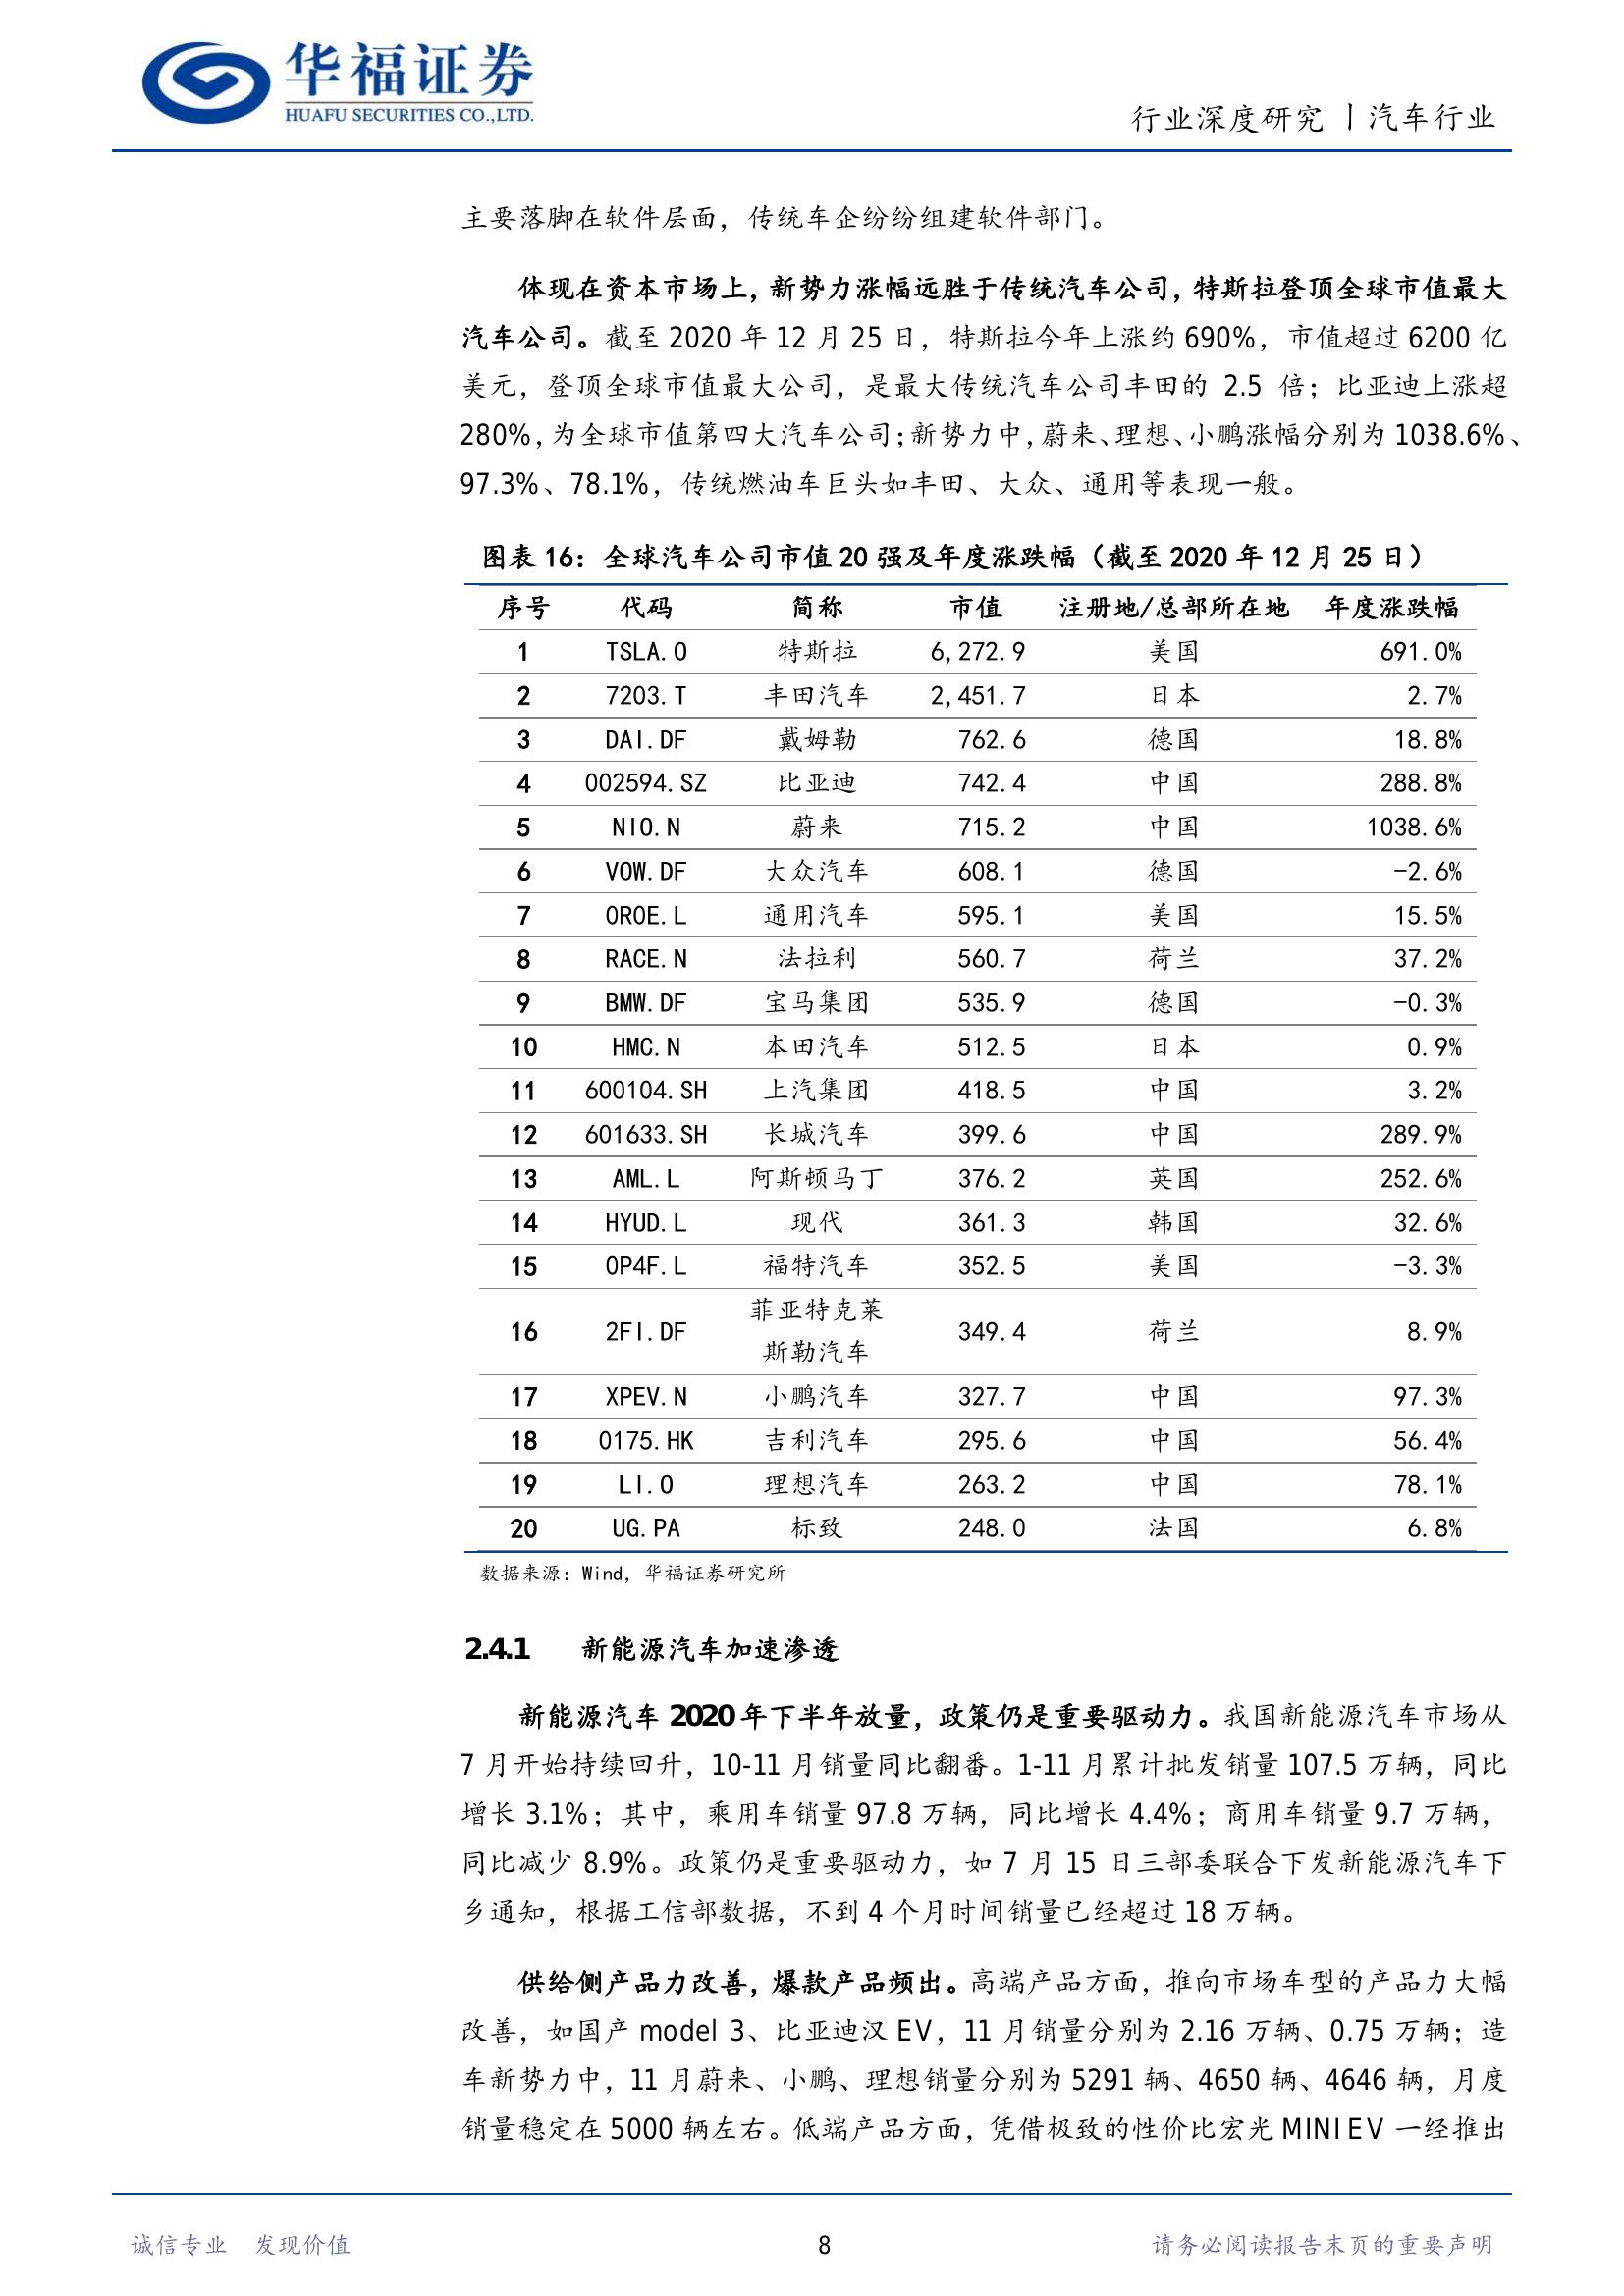 华福证券
HUAFU SECURITIES CO.,LTD.
行业深度研究丨汽车行业
主要落脚在软件层面，传统车企纷纷组建软件部门。
体现在资本市场上，新势力涨幅远胜于传统汽车公司，特斯拉登顶全球市值最大
汽车公司。截至 2020 年 12 月 25 日，特斯拉今年上涨约 690%，市值超过 6200 亿
美元，登顶全球市值最大公司，是最大传统汽车公司丰田的 2.5 倍；比亚迪上涨超
280%，为全球市值第四大汽车公司；新势力中，蔚来、理想、小鹏涨幅分别为 1038.6%、
97.3%、78.1%，传统燃油车巨头如丰田、大众、通用等表现一般。
图表 16：全球汽车公司市值 20 强及年度涨跌幅（截至 2020 年 12 月 25 日）
序号 代码 简称 市值 注册地/总部所在地 年度涨跌幅
1 TSLA.O 特斯拉 6,272.9 美国 691.0%
2 7203.T 丰田汽车 2,451.7 日本 2.7%
3 DAI.DF 戴姆勒 762.6 德国 18.8%
4 002594.SZ 比亚迪 742.4 中国 288.8%
5 NIO.N 蔚来 715.2 中国 1038.6%
6 VOW.DF 大众汽车 608.1 德国 -2.6%
7 0R0E.L 通用汽车 595.1 美国 15.5%
8 RACE.N 法拉利 560.7 荷兰 37.2%
9 BMW.DF 宝马集团 535.9 德国 -0.3%
10 HMC.N 本田汽车 512.5 日本 0.9%
11 600104.SH 上汽集团 418.5 中国 3.2%
12 601633.SH 长城汽车 399.6 中国 289.9%
13 AML.L 阿斯顿马丁 376.2 英国 252.6%
14 HYUD.L 现代 361.3 韩国 32.6%
15 0P4F.L 福特汽车 352.5 美国 -3.3%
16 2FI.DF 菲亚特克莱
斯勒汽车 349.4 荷兰 8.9%
17 XPEV.N 小鹏汽车 327.7 中国 97.3%
18 0175.HK 吉利汽车 295.6 中国 56.4%
19 LI.O 理想汽车 263.2 中国 78.1%
20 UG.PA 标致 248.0 法国 6.8%
数据来源：Wind，华福证券研究所
2.4.1 新能源汽车加速渗透
新能源汽车 2020 年下半年放量，政策仍是重要驱动力。我国新能源汽车市场从
7 月开始持续回升，10-11 月销量同比翻番。1-11 月累计批发销量 107.5 万辆，同比
增长 3.1%；其中，乘用车销量 97.8 万辆，同比增长 4.4%；商用车销量 9.7 万辆，
同比减少 8.9%。政策仍是重要驱动力，如 7 月 15 日三部委联合下发新能源汽车下
乡通知，根据工信部数据，不到 4 个月时间销量已经超过 18 万辆。
供给侧产品力改善，爆款产品频出。高端产品方面，推向市场车型的产品力大幅
改善，如国产 model 3、比亚迪汉 EV，11 月销量分别为 2.16 万辆、0.75 万辆；造
车新势力中，11 月蔚来、小鹏、理想销量分别为 5291 辆、4650 辆、4646 辆，月度
销量稳定在 5000 辆左右。低端产品方面，凭借极致的性价比宏光 MINI EV 一经推出
诚信专业 发现价值 8 请务必阅读报告末页的重要声明